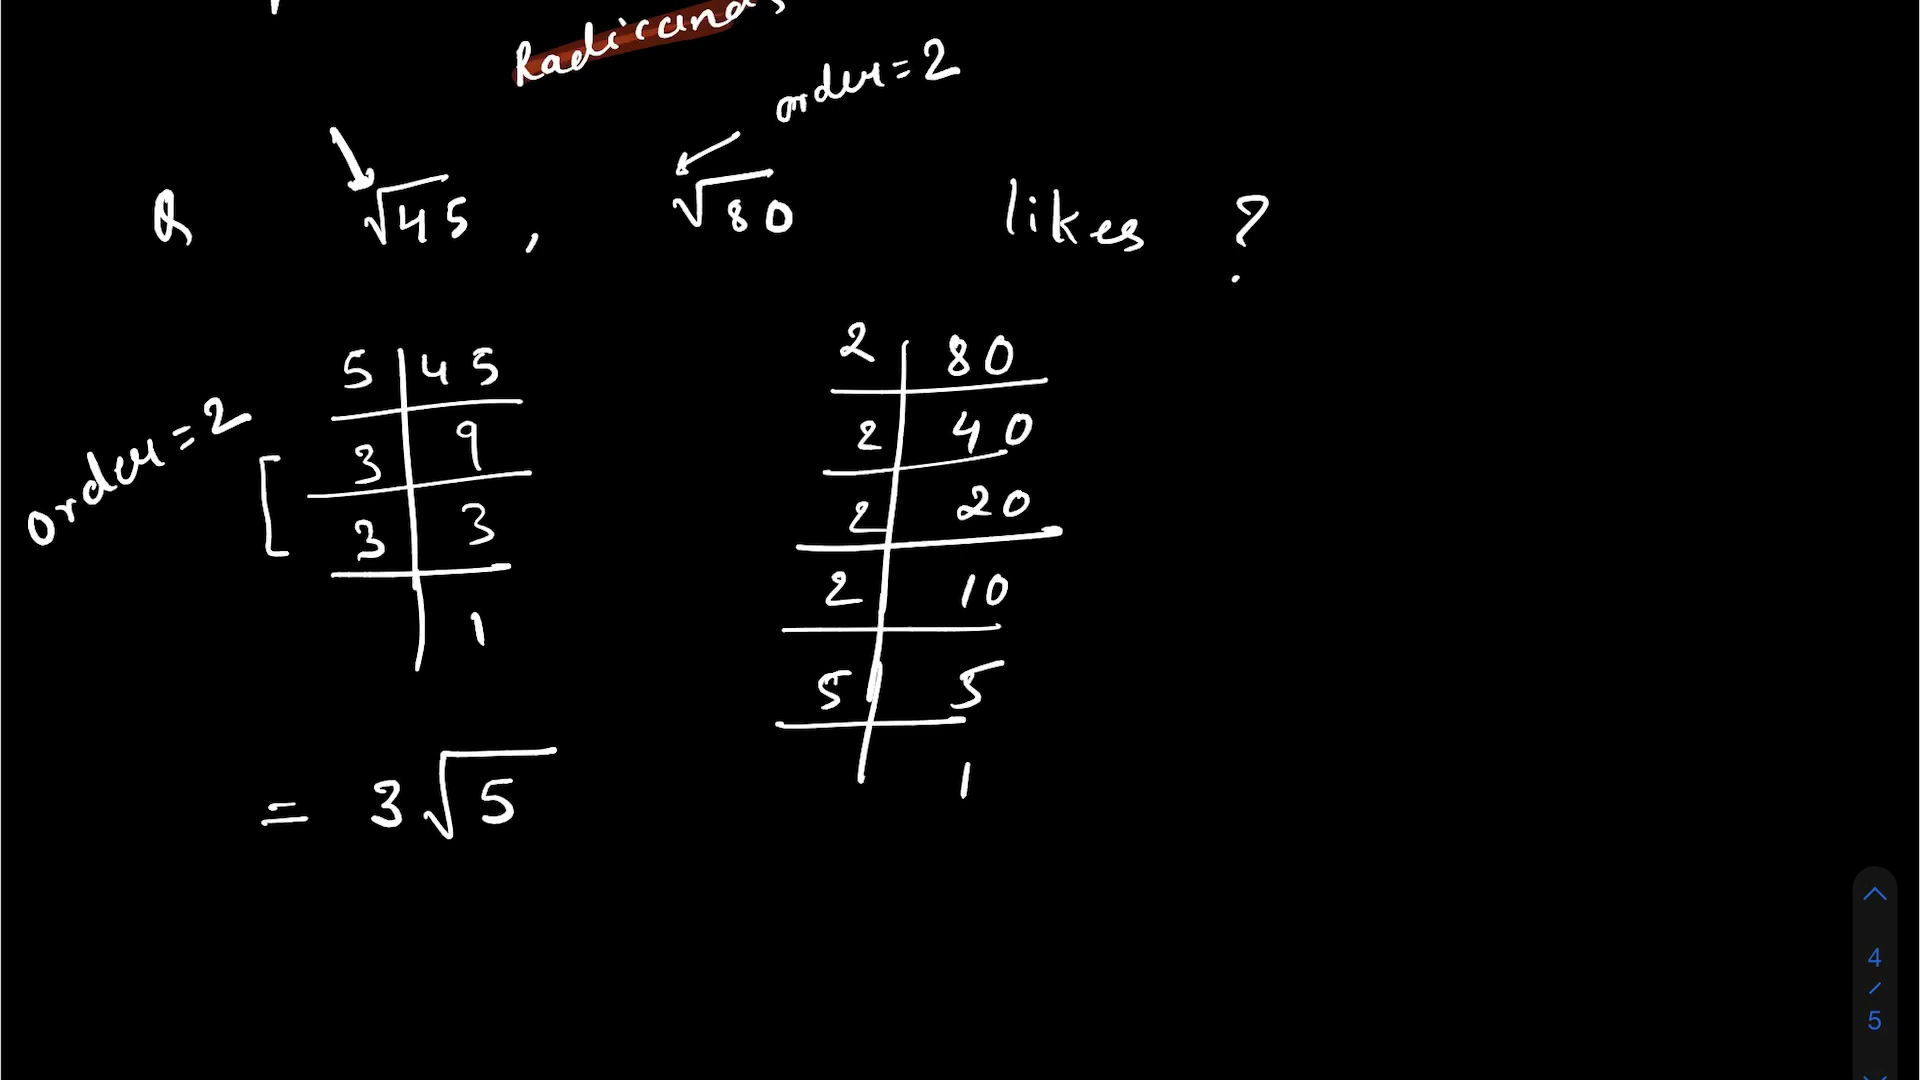 Radicands
order=2
Q √45 , √80 likes ?
5 | 45
3 | 9
3 | 3
1
order=2
2 | 80
2 | 40
2 | 20
2 | 10
5 | 5
1
= 3√5
4
/
5